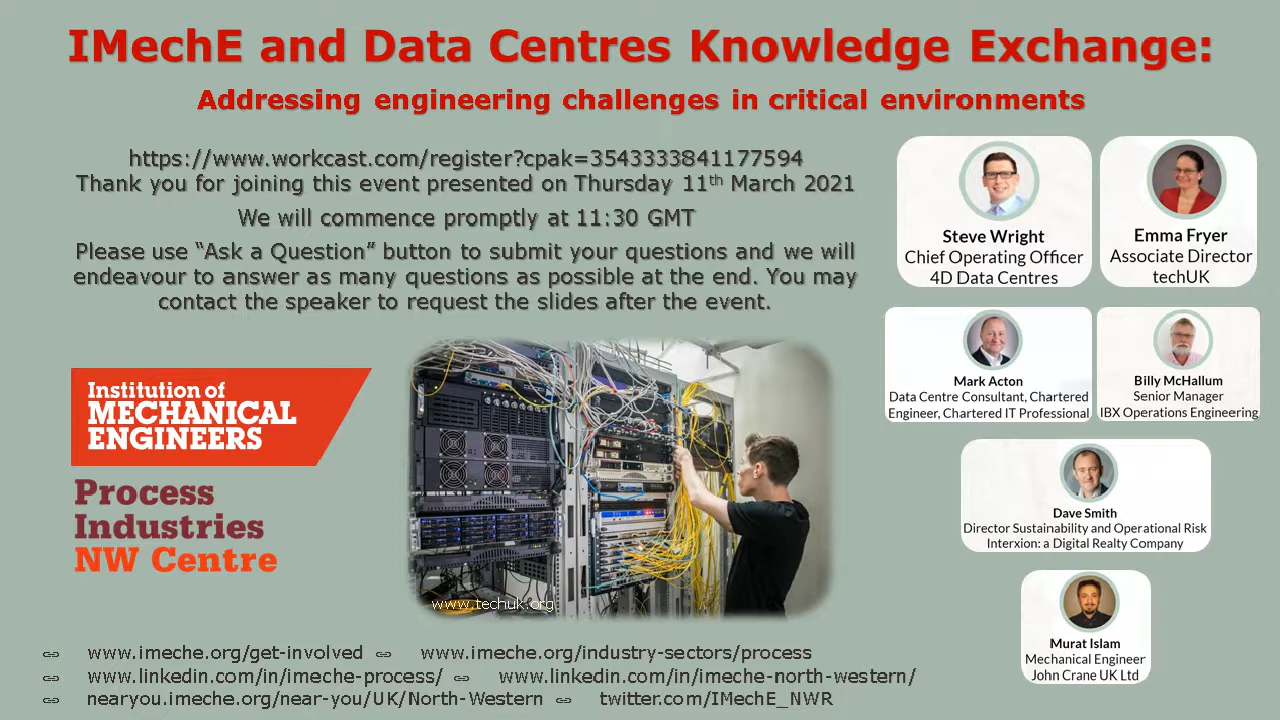 IMechE and Data Centres Knowledge Exchange:
Addressing engineering challenges in critical environments
https://www.workcast.com/register?cpak=3543333841177594
Thank you for joining this event presented on Thursday 11th March 2021
We will commence promptly at 11:30 GMT
Please use “Ask a Question” button to submit your questions and we will
endeavour to answer as many questions as possible at the end. You may
contact the speaker to request the slides after the event.
Steve Wright
Chief Operating Officer
4D Data Centres
Emma Fryer
Associate Director
techUK
Mark Acton
Data Centre Consultant, Chartered
Engineer, Chartered IT Professional
Billy McHallum
Senior Manager
IBX Operations Engineering
Dave Smith
Director Sustainability and Operational Risk
Interxion: a Digital Realty Company
Murat Islam
Mechanical Engineer
John Crane UK Ltd
Institution of
MECHANICAL
ENGINEERS
Process
Industries
NW Centre
www.techuk.org
www.imeche.org/get-involved www.imeche.org/industry-sectors/process
www.linkedin.com/in/imeche-process/ www.linkedin.com/in/imeche-north-western/
nearyou.imeche.org/near-you/UK/North-Western twitter.com/IMechE_NWR